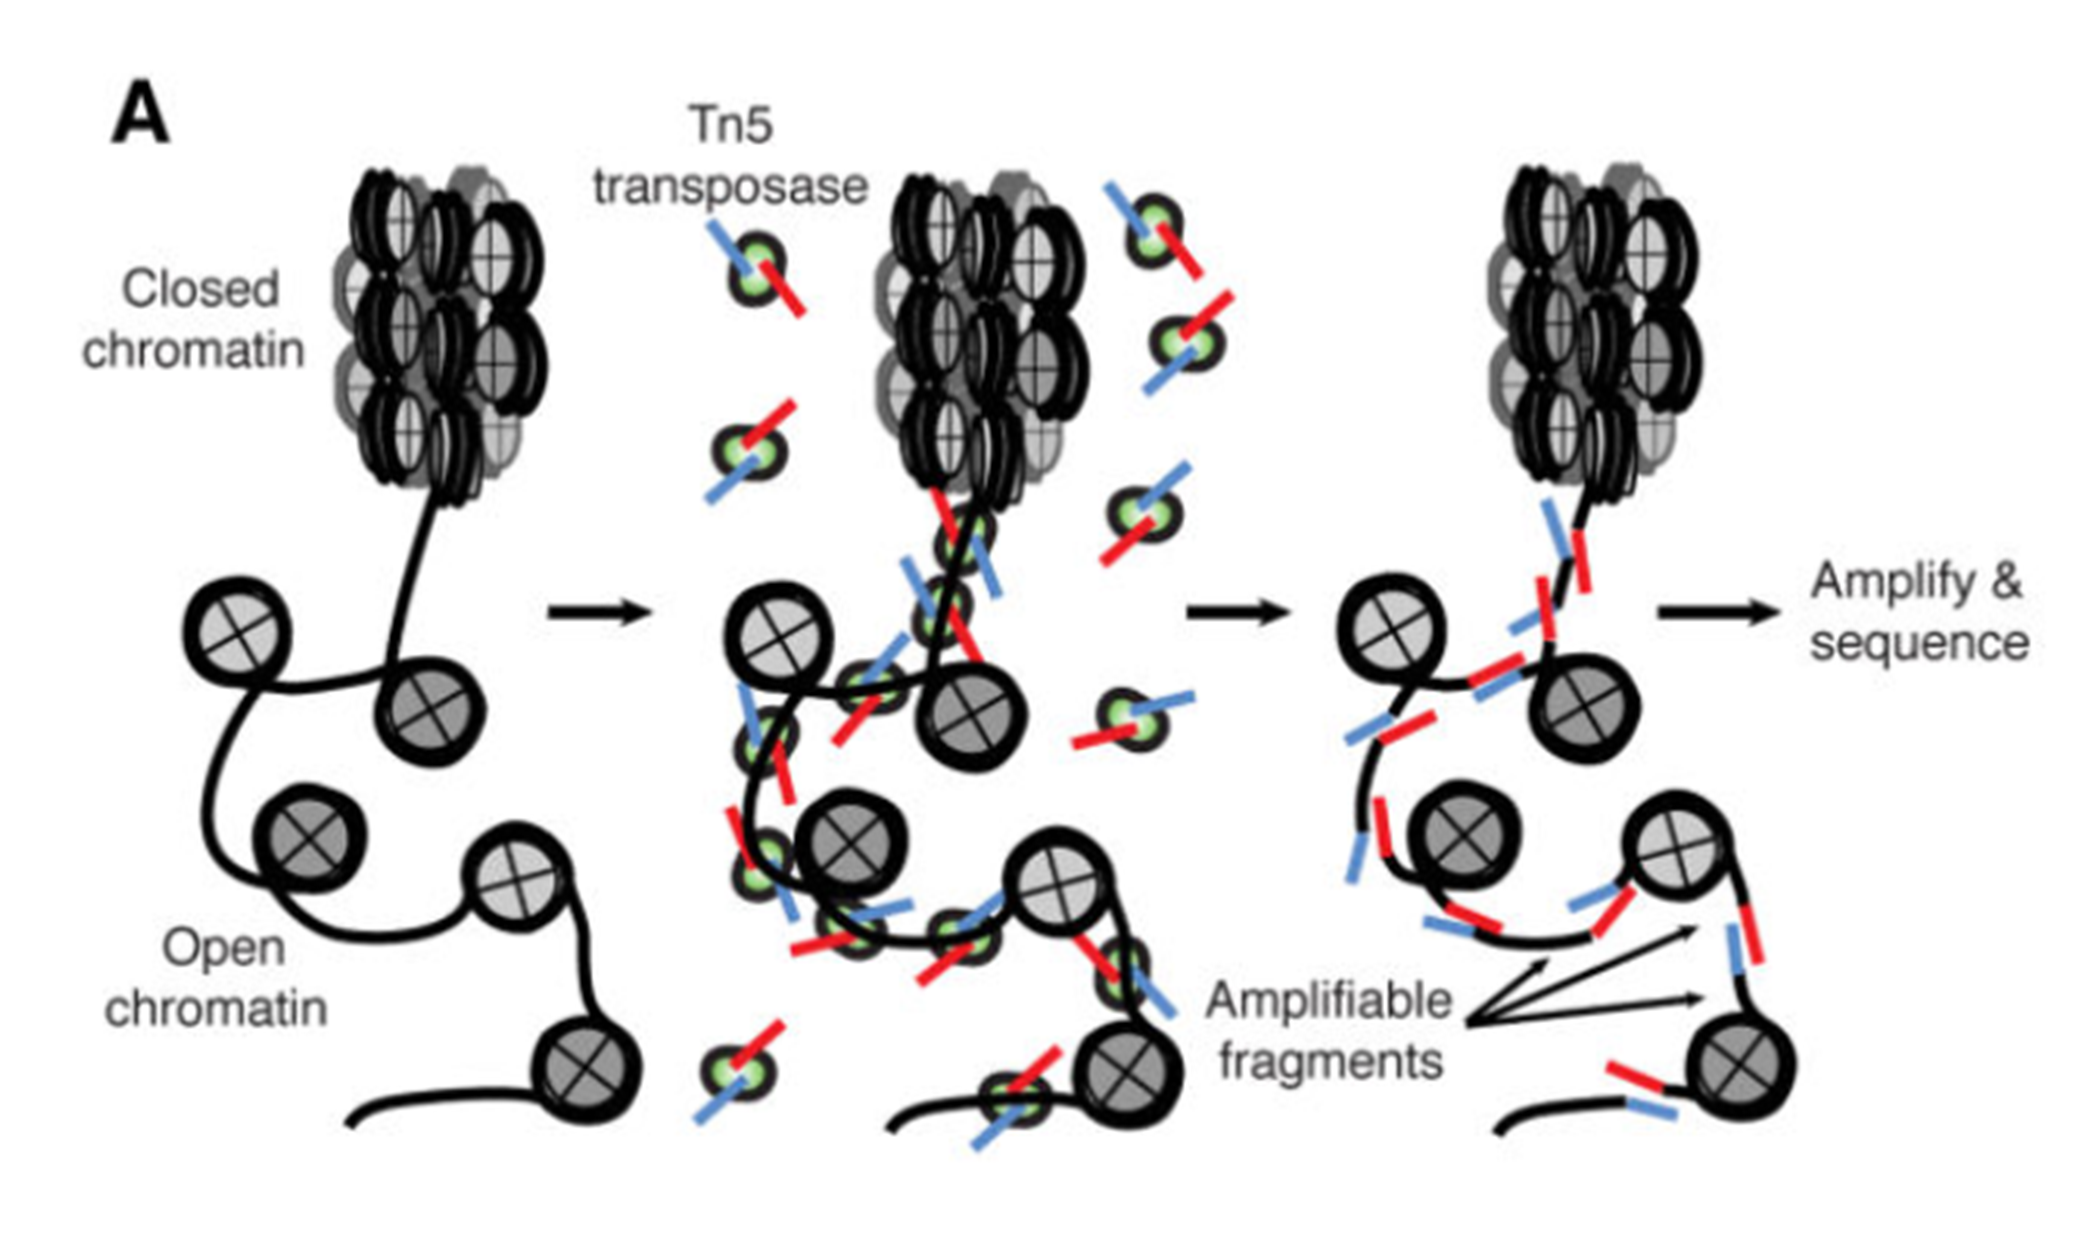 A
Tn5
transposase
Closed
chromatin
Amplify &
sequence
Open
chromatin
Amplifiable
fragments